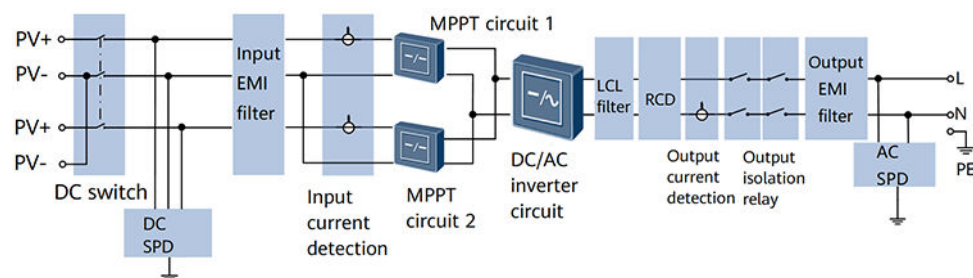 MPPT circuit 1
PV+
PV-
PV+
PV-
DC switch
DC
SPD
Input
EMI
filter
Input
current
detection
MPPT
circuit 2
DC/AC
inverter
circuit
LCL
filter
RCD
Output
current
detection
Output
isolation
relay
Output
EMI
filter
AC
SPD
L
N
PE